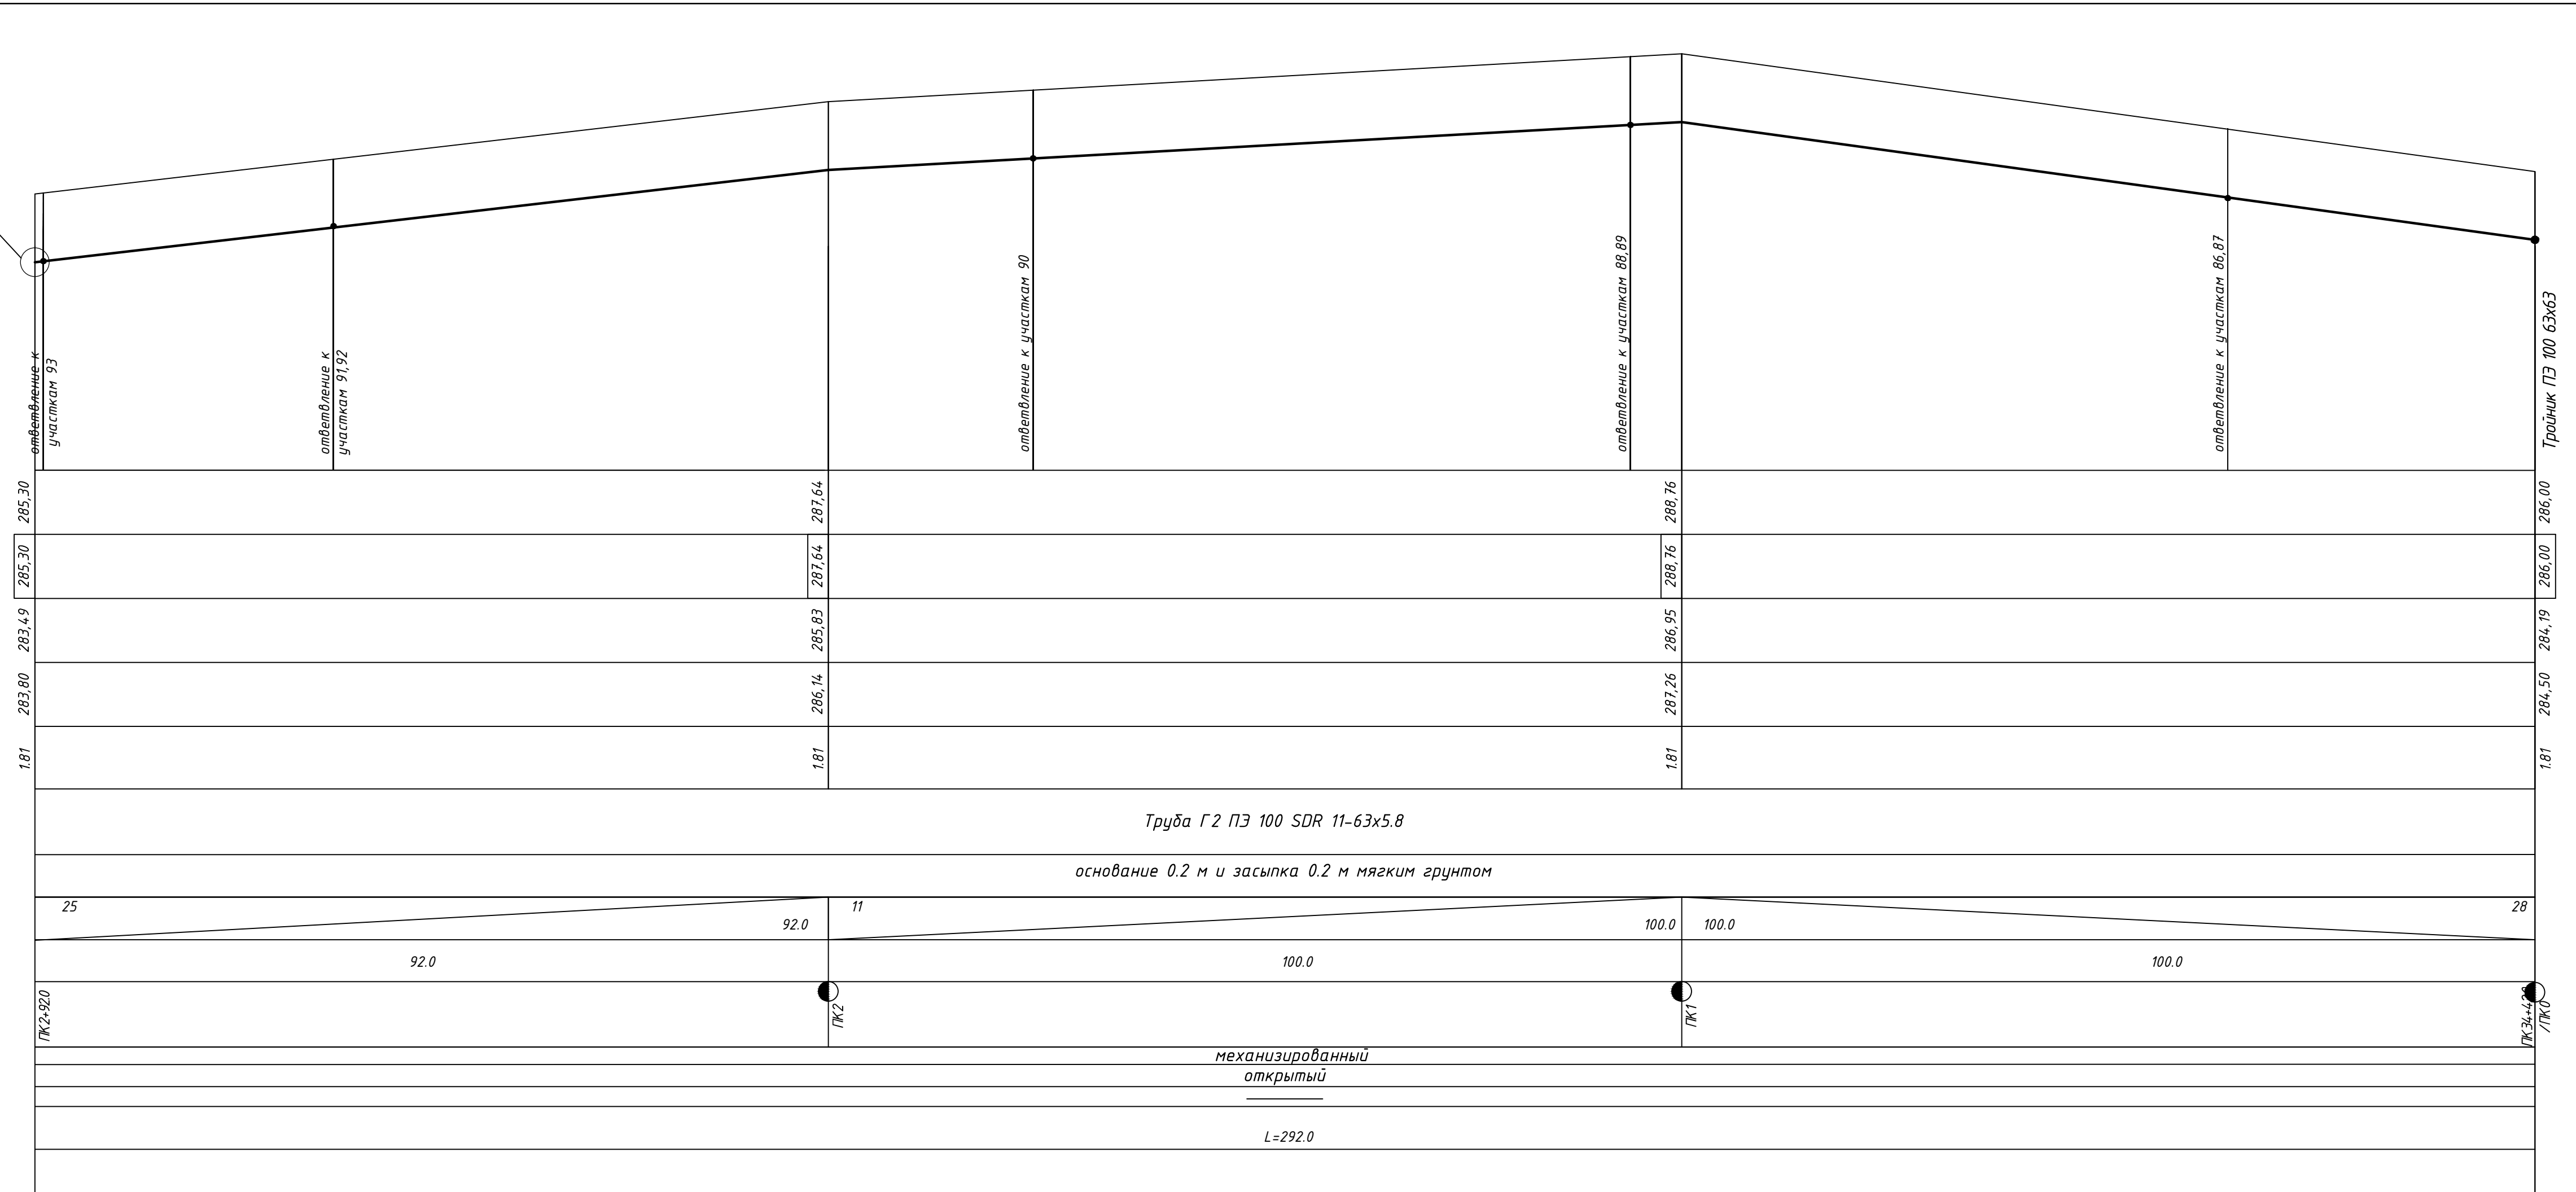 ответвление к
участкам 93
ответвление к
участкам 91,92
ответвление к участкам 90
ответвление к участкам 88,89
ответвление к участкам 86,87
Тройник ПЭ 100 63х63
285,30 287,64 288,76 286,00
285,30 287,64 288,76 286,00
283,49 285,83 286,95 284,19
283,80 286,14 287,26 284,50
1.81 1.81 1.81 1.81
Труба Г2 ПЭ 100 SDR 11-63х5.8
основание 0.2 м и засыпка 0.2 м мягким грунтом
25 11 28
92.0 100.0 100.0
92.0 100.0 100.0
ПК2+92.0 ПК2 ПК1
/ПК0
механизированный
открытый
L=292.0